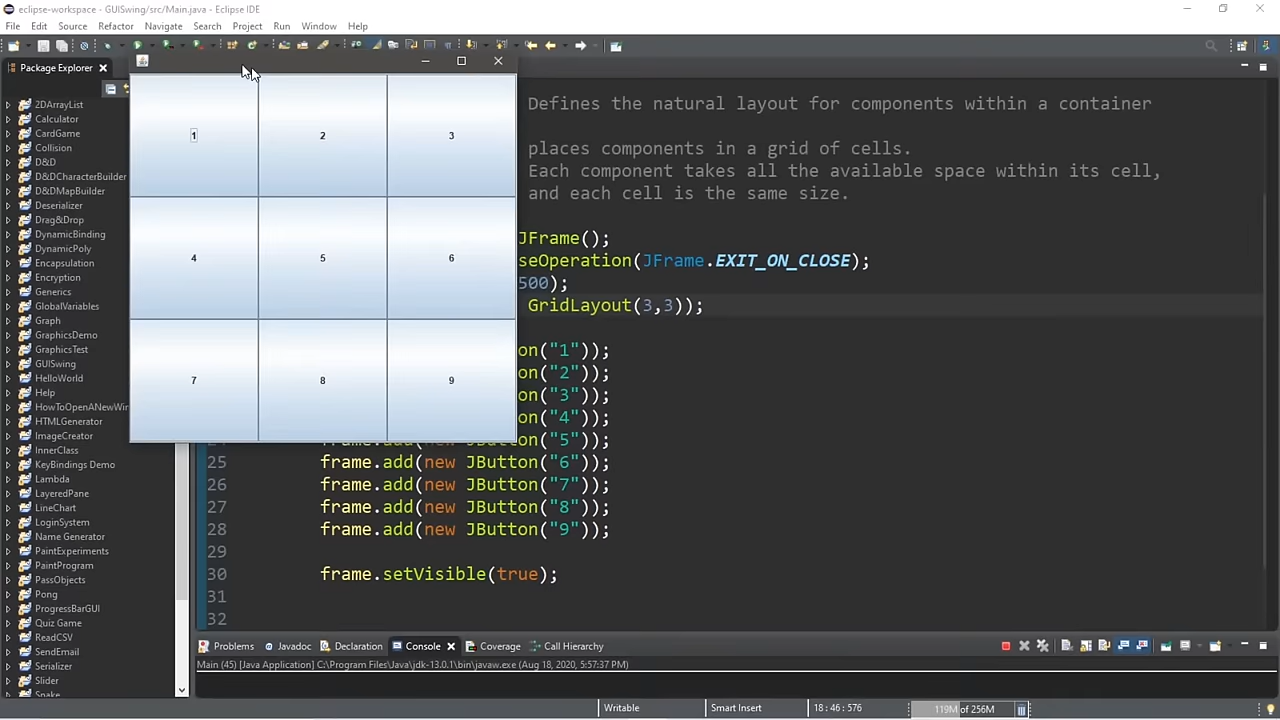 eclipse-workspace - GUISwing/src/Main.java - Eclipse IDE
File Edit Source Refactor Navigate Search Project Run Window Help
Package Explorer
2DArrayList
Calculator
CardGame
Collision
D&D
D&DCharacterBuilder
D&DMapBuilder
Deserializer
Drag&Drop
DynamicBinding
DynamicPoly
Encapsulation
Encryption
Generics
GlobalVariables
Graph
GraphicsDemo
GraphicsTest
GUISwing
HelloWorld
Help
HowToOpenANewWin
HTMLGenerator
ImageCreator
InnerClass
KeyBindings Demo
Lambda
LayeredPane
LineChart
LoginSystem
Name Generator
PaintExperiments
PaintProgram
PassObjects
Pong
ProgressBarGUI
Quiz Game
ReadCSV
SendEmail
Serializer
Slider
Snake
1 2 3
4 5 6
7 8 9
Defines the natural layout for components within a container
places components in a grid of cells.
Each component takes all the available space within its cell,
and each cell is the same size.
JFrame();
seOperation(JFrame.EXIT_ON_CLOSE);
500);
GridLayout(3,3));
on("1"));
on("2"));
on("3"));
on("4"));
24 frame.add(new JButton("5"));
25 frame.add(new JButton("6"));
26 frame.add(new JButton("7"));
27 frame.add(new JButton("8"));
28 frame.add(new JButton("9"));
29
30 frame.setVisible(true);
31
32
Problems Javadoc Declaration Console Coverage Call Hierarchy
Main (45) [Java Application] C:\Program Files\Java\jdk-13.0.1\bin\javaw.exe (Aug 18, 2020, 5:57:37 PM)
Writable Smart Insert 18 : 46 : 576 119M of 256M